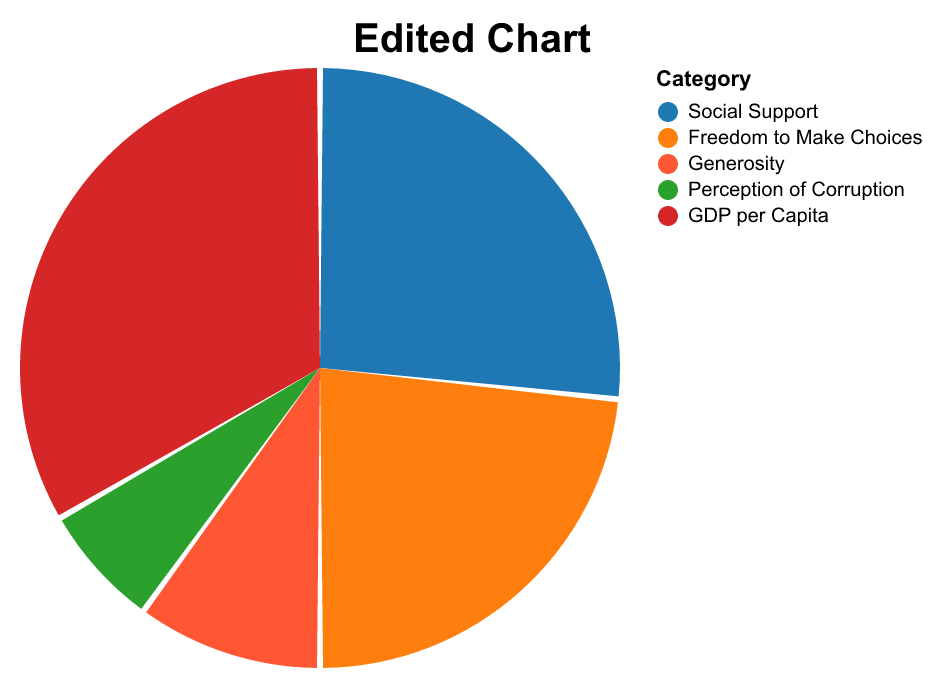 Edited Chart
Category
Social Support
Freedom to Make Choices
Generosity
Perception of Corruption
GDP per Capita